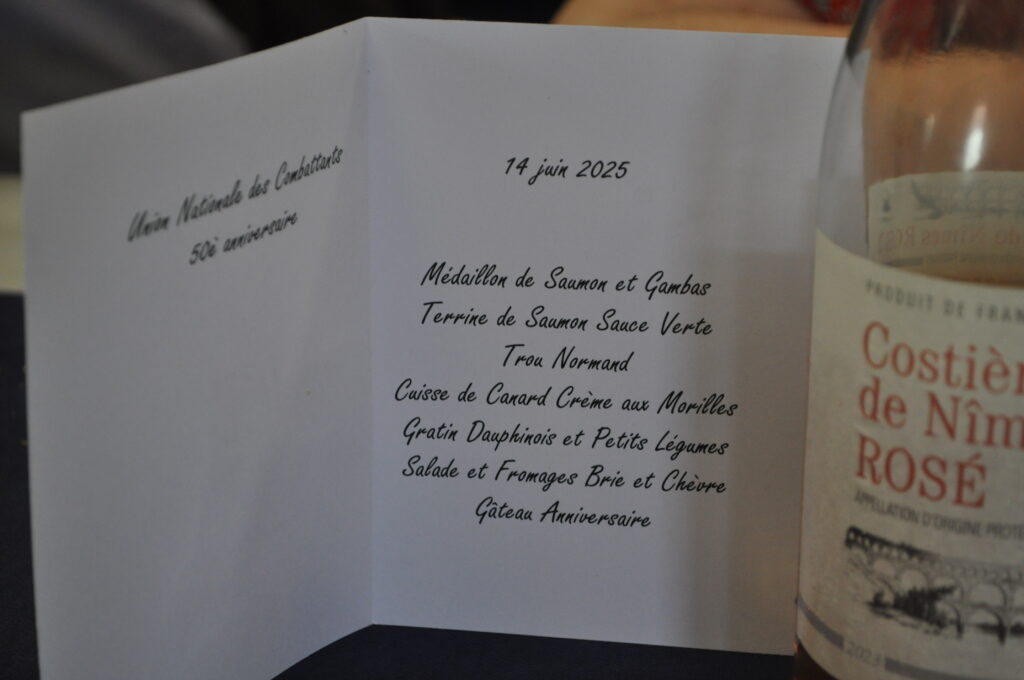 Union Nationale des Combattants
50è anniversaire
14 juin 2025
Médaillon de Saumon et Gambas
Terrine de Saumon Sauce Verte
Trou Normand
Cuisse de Canard Crème aux Morilles
Gratin Dauphinois et Petits Légumes
Salade et Fromages Brie et Chèvre
Gâteau Anniversaire
PRODUIT DE FRAN
Costièr
de Nîm
ROSÉ
APPELLATION D'ORIGINE PROTÉ
2023